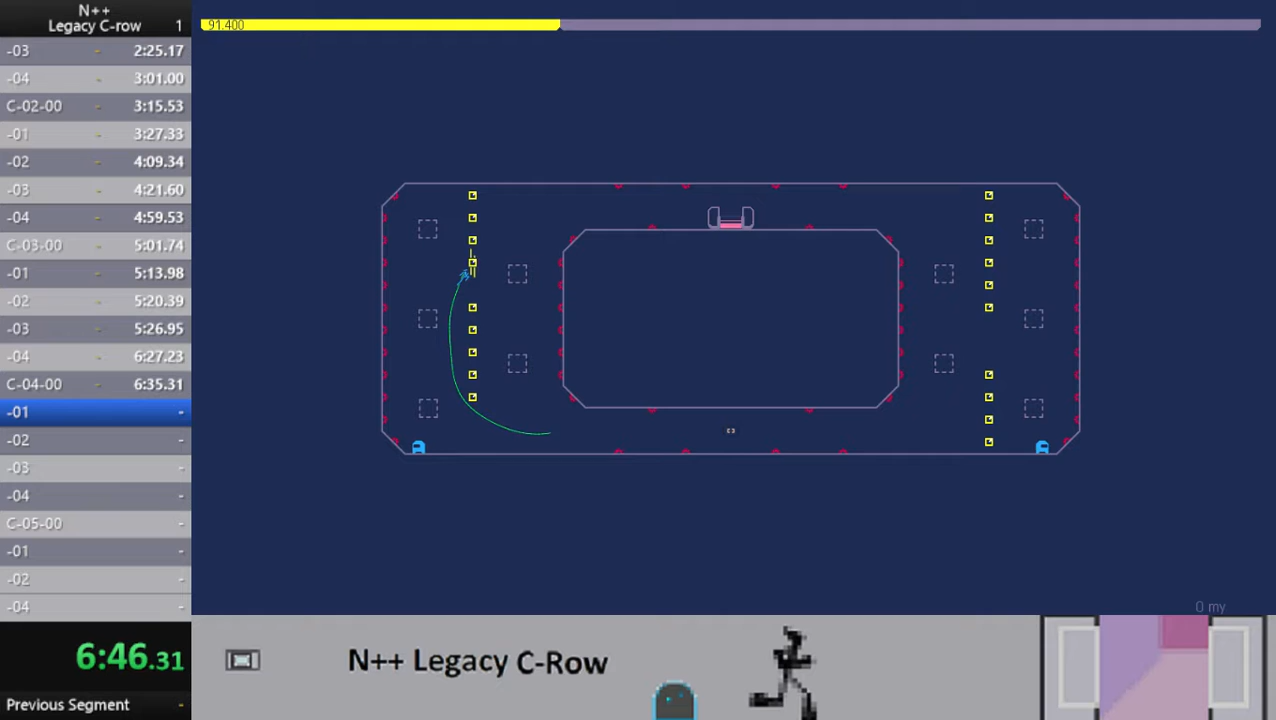 N++
Legacy C-row 1
-03 - 2:25.17
-04 - 3:01.00
C-02-00 - 3:15.53
-01 - 3:27.33
-02 - 4:09.34
-03 - 4:21.60
-04 - 4:59.53
C-03-00 - 5:01.74
-01 - 5:13.98
-02 - 5:20.39
-03 - 5:26.95
-04 - 6:27.23
C-04-00 - 6:35.31
-01 -
-02 -
-03 -
-04 -
C-05-00 -
-01 -
-02 -
-04 -
6:46.31
Previous Segment -
91.400
0 my
N++ Legacy C-Row